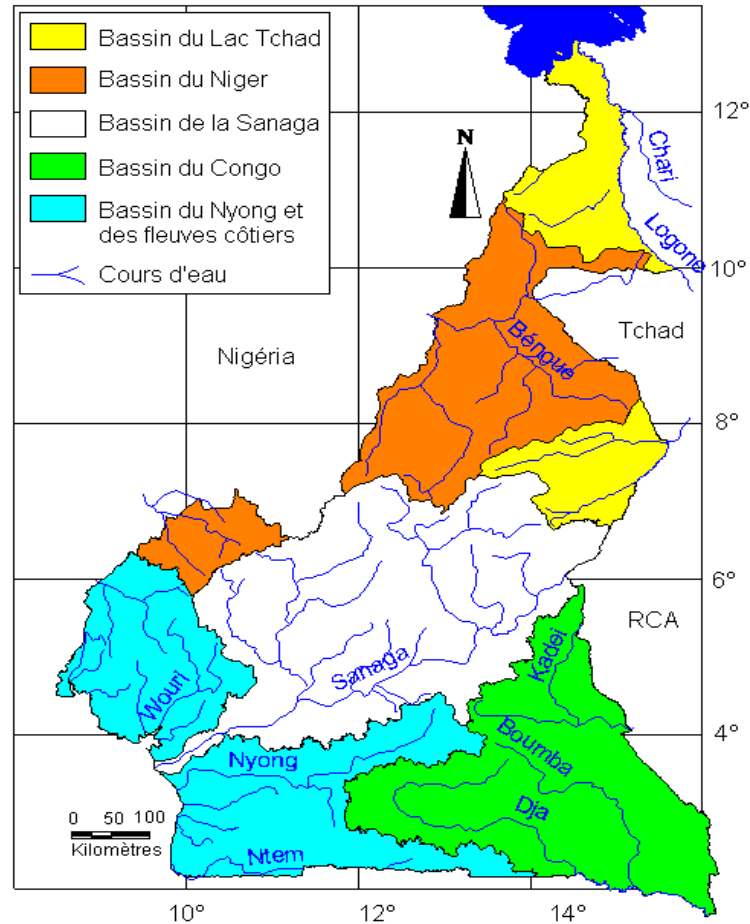 Bassin du Lac Tchad
Bassin du Niger
Bassin de la Sanaga
Bassin du Congo
Bassin du Nyong et
des fleuves côtiers
Cours d'eau
N
12°
Chari
Logone
10°
Tchad
Nigéria
Béngue
8°
6°
RCA
Kadei
Sanaga
Wouri
4°
Boumba
Nyong
Dja
0 50 100
Kilomètres
Ntem
10°
12°
14°